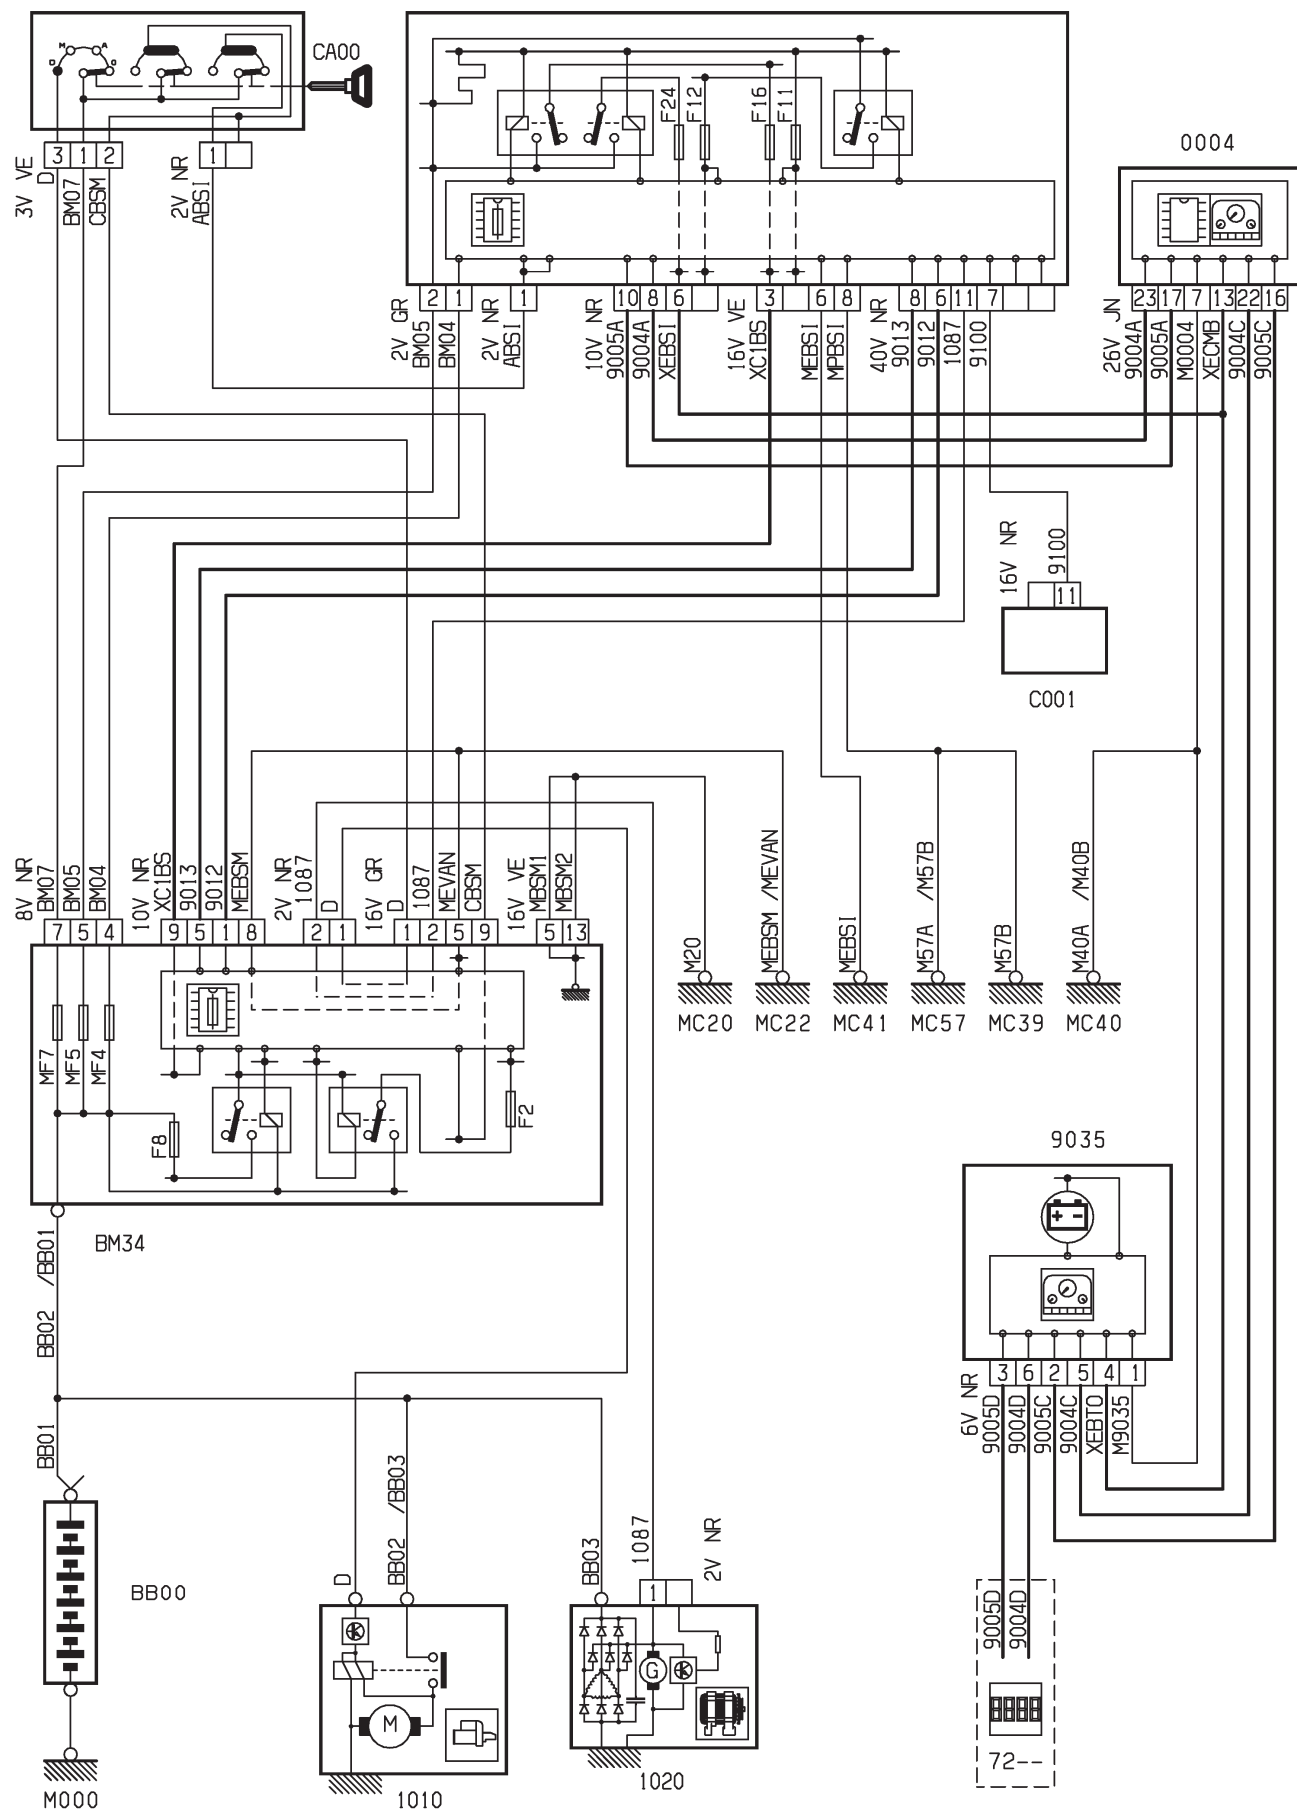 M A
D O
CA00
3 1 2
1
3V VE
D
BM07
CBSM
2V NR
ABSI
F24
F12
F16
F11
2 1
1
10 8 6
3
6 8
8 6 11 7
2V GR
BM05
BM04
2V NR
ABSI
10V NR
9005A
9004A
XEBSI
16V VE
XC1BS
MEBSI
MPBSI
40V NR
9013
9012
1087
9100
0004
23 17 7 13 22 16
26V JN
9004A
9005A
M0004
XECMB
9004C
9005C
16V NR
9100
11
C001
8V NR
BM07
BM05
BM04
10V NR
XC1BS
9013
9012
MEBSM
2V NR
1087
D
16V GR
D
1087
MEVAN
CBSM
16V VE
MBSM1
MBSM2
7 5 4
9 5 1 8
2 1
1 2 5 9
5 13
M20
MEBSM /MEVAN
MEBSI
M57A /M57B
M57B
M40A /M40B
MC20
MC22
MC41
MC57
MC39
MC40
MF7
MF5
MF4
F8
F2
BM34
BB02 /BB01
BB01
BB00
M000
9035
+ -
3 6 2 5 4 1
6V NR
9005D
9004D
9005C
9004C
XEBTO
M9035
D
BB02 /BB03
M
1010
BB03
1087
2V NR
1
G
1020
9005D
9004D
72--